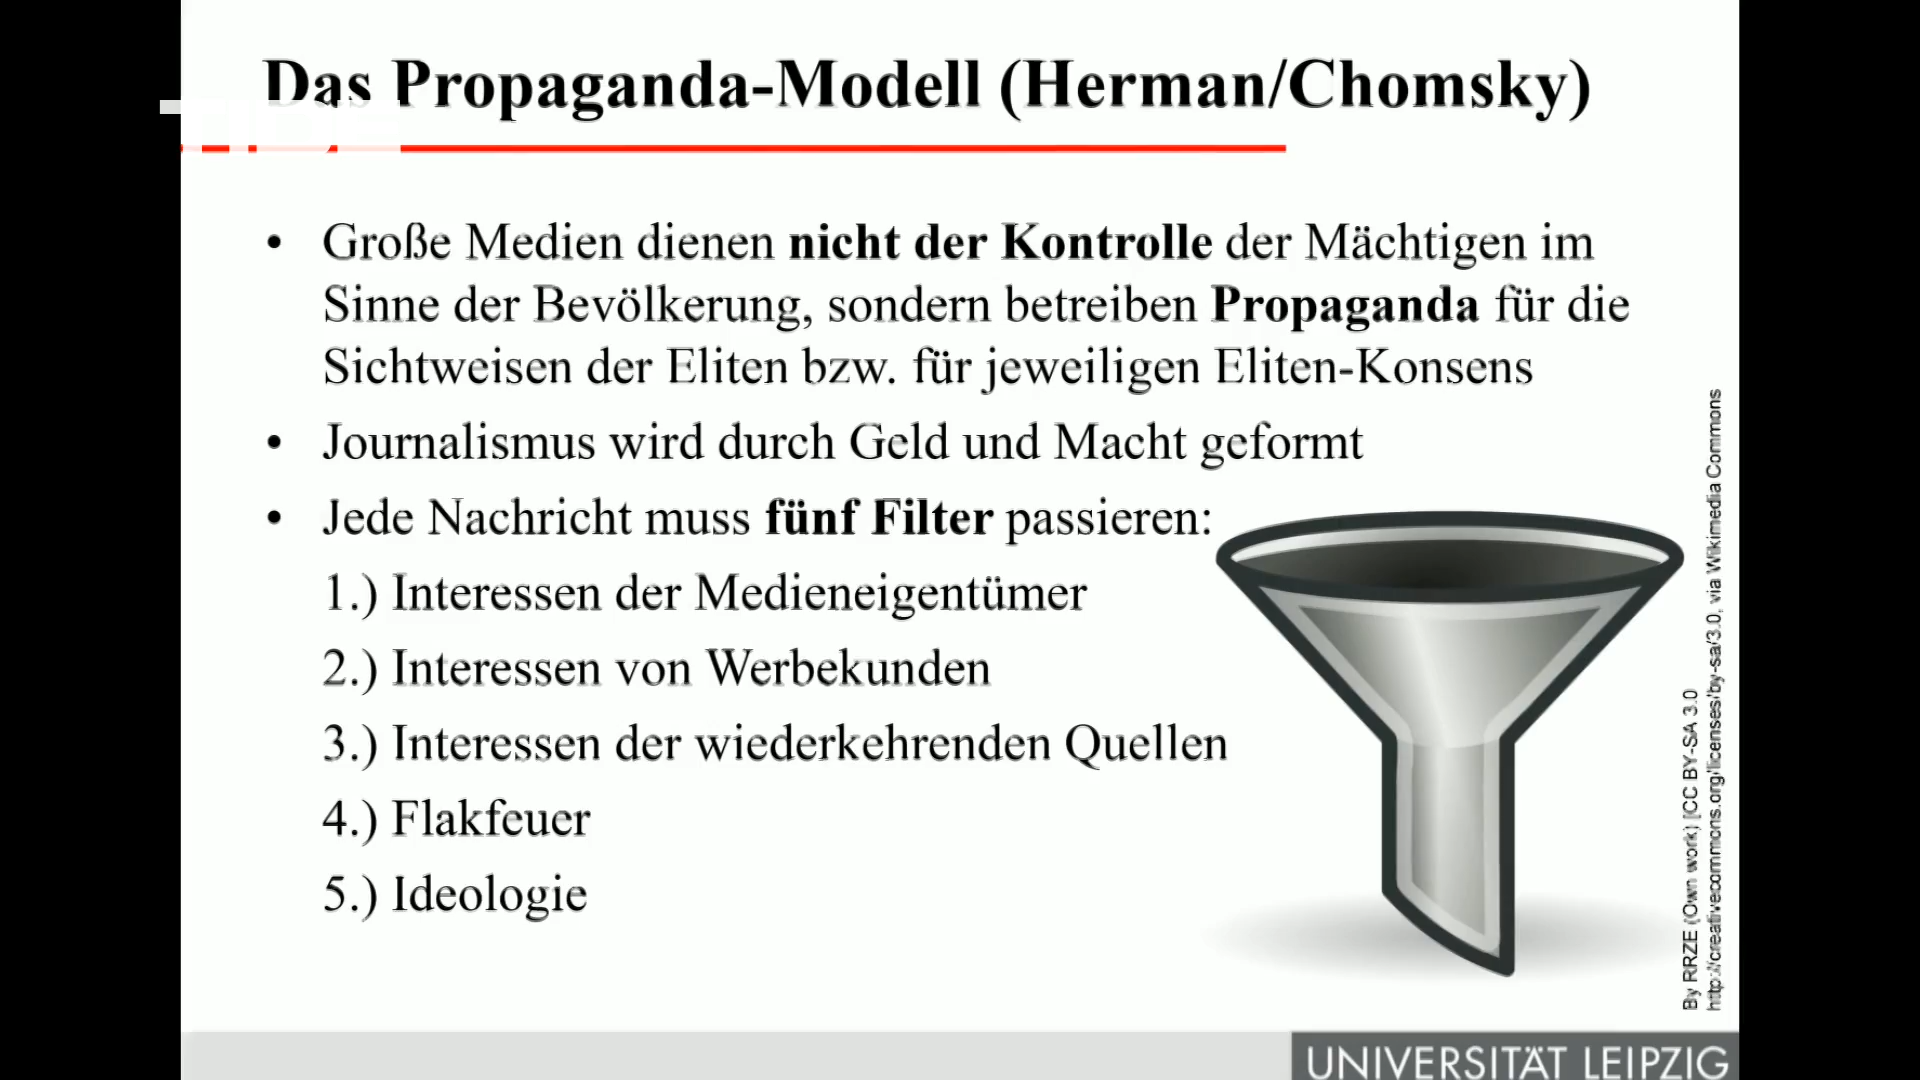 Das Propaganda-Modell (Herman/Chomsky)
• Große Medien dienen nicht der Kontrolle der Mächtigen im
Sinne der Bevölkerung, sondern betreiben Propaganda für die
Sichtweisen der Eliten bzw. für jeweiligen Eliten-Konsens
• Journalismus wird durch Geld und Macht geformt
• Jede Nachricht muss fünf Filter passieren:
1.) Interessen der Medieneigentümer
2.) Interessen von Werbekunden
3.) Interessen der wiederkehrenden Quellen
4.) Flakfeuer
5.) Ideologie
By RRZE (Own work) [CC BY-SA 3.0
http://creativecommons.org/licenses/by-sa/3.0, via Wikimedia Commons
UNIVERSITÄT LEIPZIG